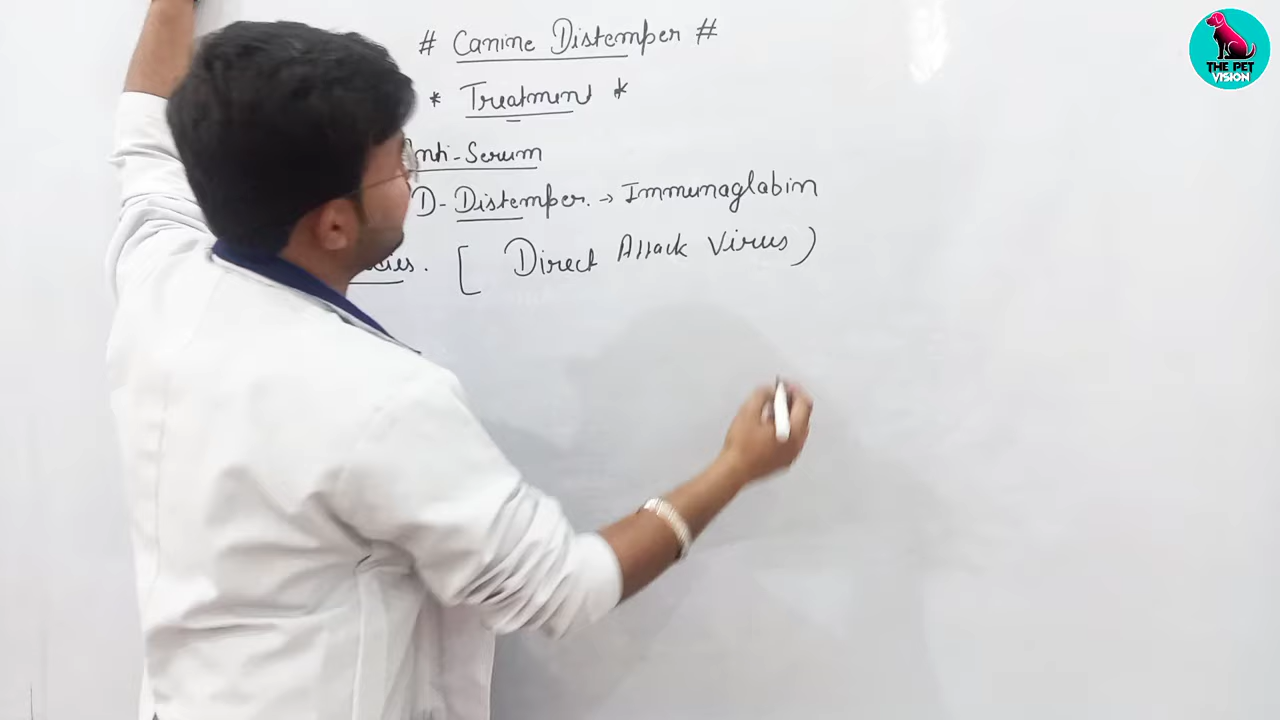 # Canine Distemper #
* Treatment *
nti-Serum
D- Distemper. → Immunaglabin
[ Direct Attack Virus )
THE PET
VISION